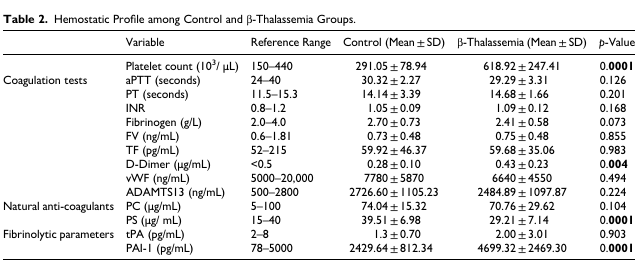 Table 2. Hemostatic Profile among Control and β-Thalassemia Groups.
Variable Reference Range Control (Mean ± SD) β-Thalassemia (Mean ± SD) p-Value
Platelet count (10³/ μL) 150–440 291.05 ± 78.94 618.92 ± 247.41 0.0001
Coagulation tests aPTT (seconds) 24–40 30.32 ± 2.27 29.29 ± 3.31 0.126
PT (seconds) 11.5–15.3 14.14 ± 3.39 14.68 ± 1.66 0.201
INR 0.8–1.2 1.05 ± 0.09 1.09 ± 0.12 0.168
Fibrinogen (g/L) 2.0–4.0 2.70 ± 0.73 2.41 ± 0.58 0.073
FV (ng/mL) 0.6–1.81 0.73 ± 0.48 0.75 ± 0.48 0.855
TF (pg/mL) 52–215 59.92 ± 46.37 59.68 ± 35.06 0.983
D-Dimer (μg/mL) <0.5 0.28 ± 0.10 0.43 ± 0.23 0.004
vWF (ng/mL) 5000–20,000 7780 ± 5870 6640 ± 4550 0.494
ADAMTS13 (ng/mL) 500–2800 2726.60 ± 1105.23 2484.89 ± 1097.87 0.224
Natural anti-coagulants PC (μg/mL) 5–100 74.04 ± 15.32 70.76 ± 29.62 0.104
PS (μg/ mL) 15–40 39.51 ± 6.98 29.21 ± 7.14 0.0001
Fibrinolytic parameters tPA (ng/mL) 2–8 1.3 ± 0.70 2.00 ± 3.01 0.903
PAI-1 (pg/mL) 78–5000 2429.64 ± 812.34 4699.32 ± 2469.30 0.0001